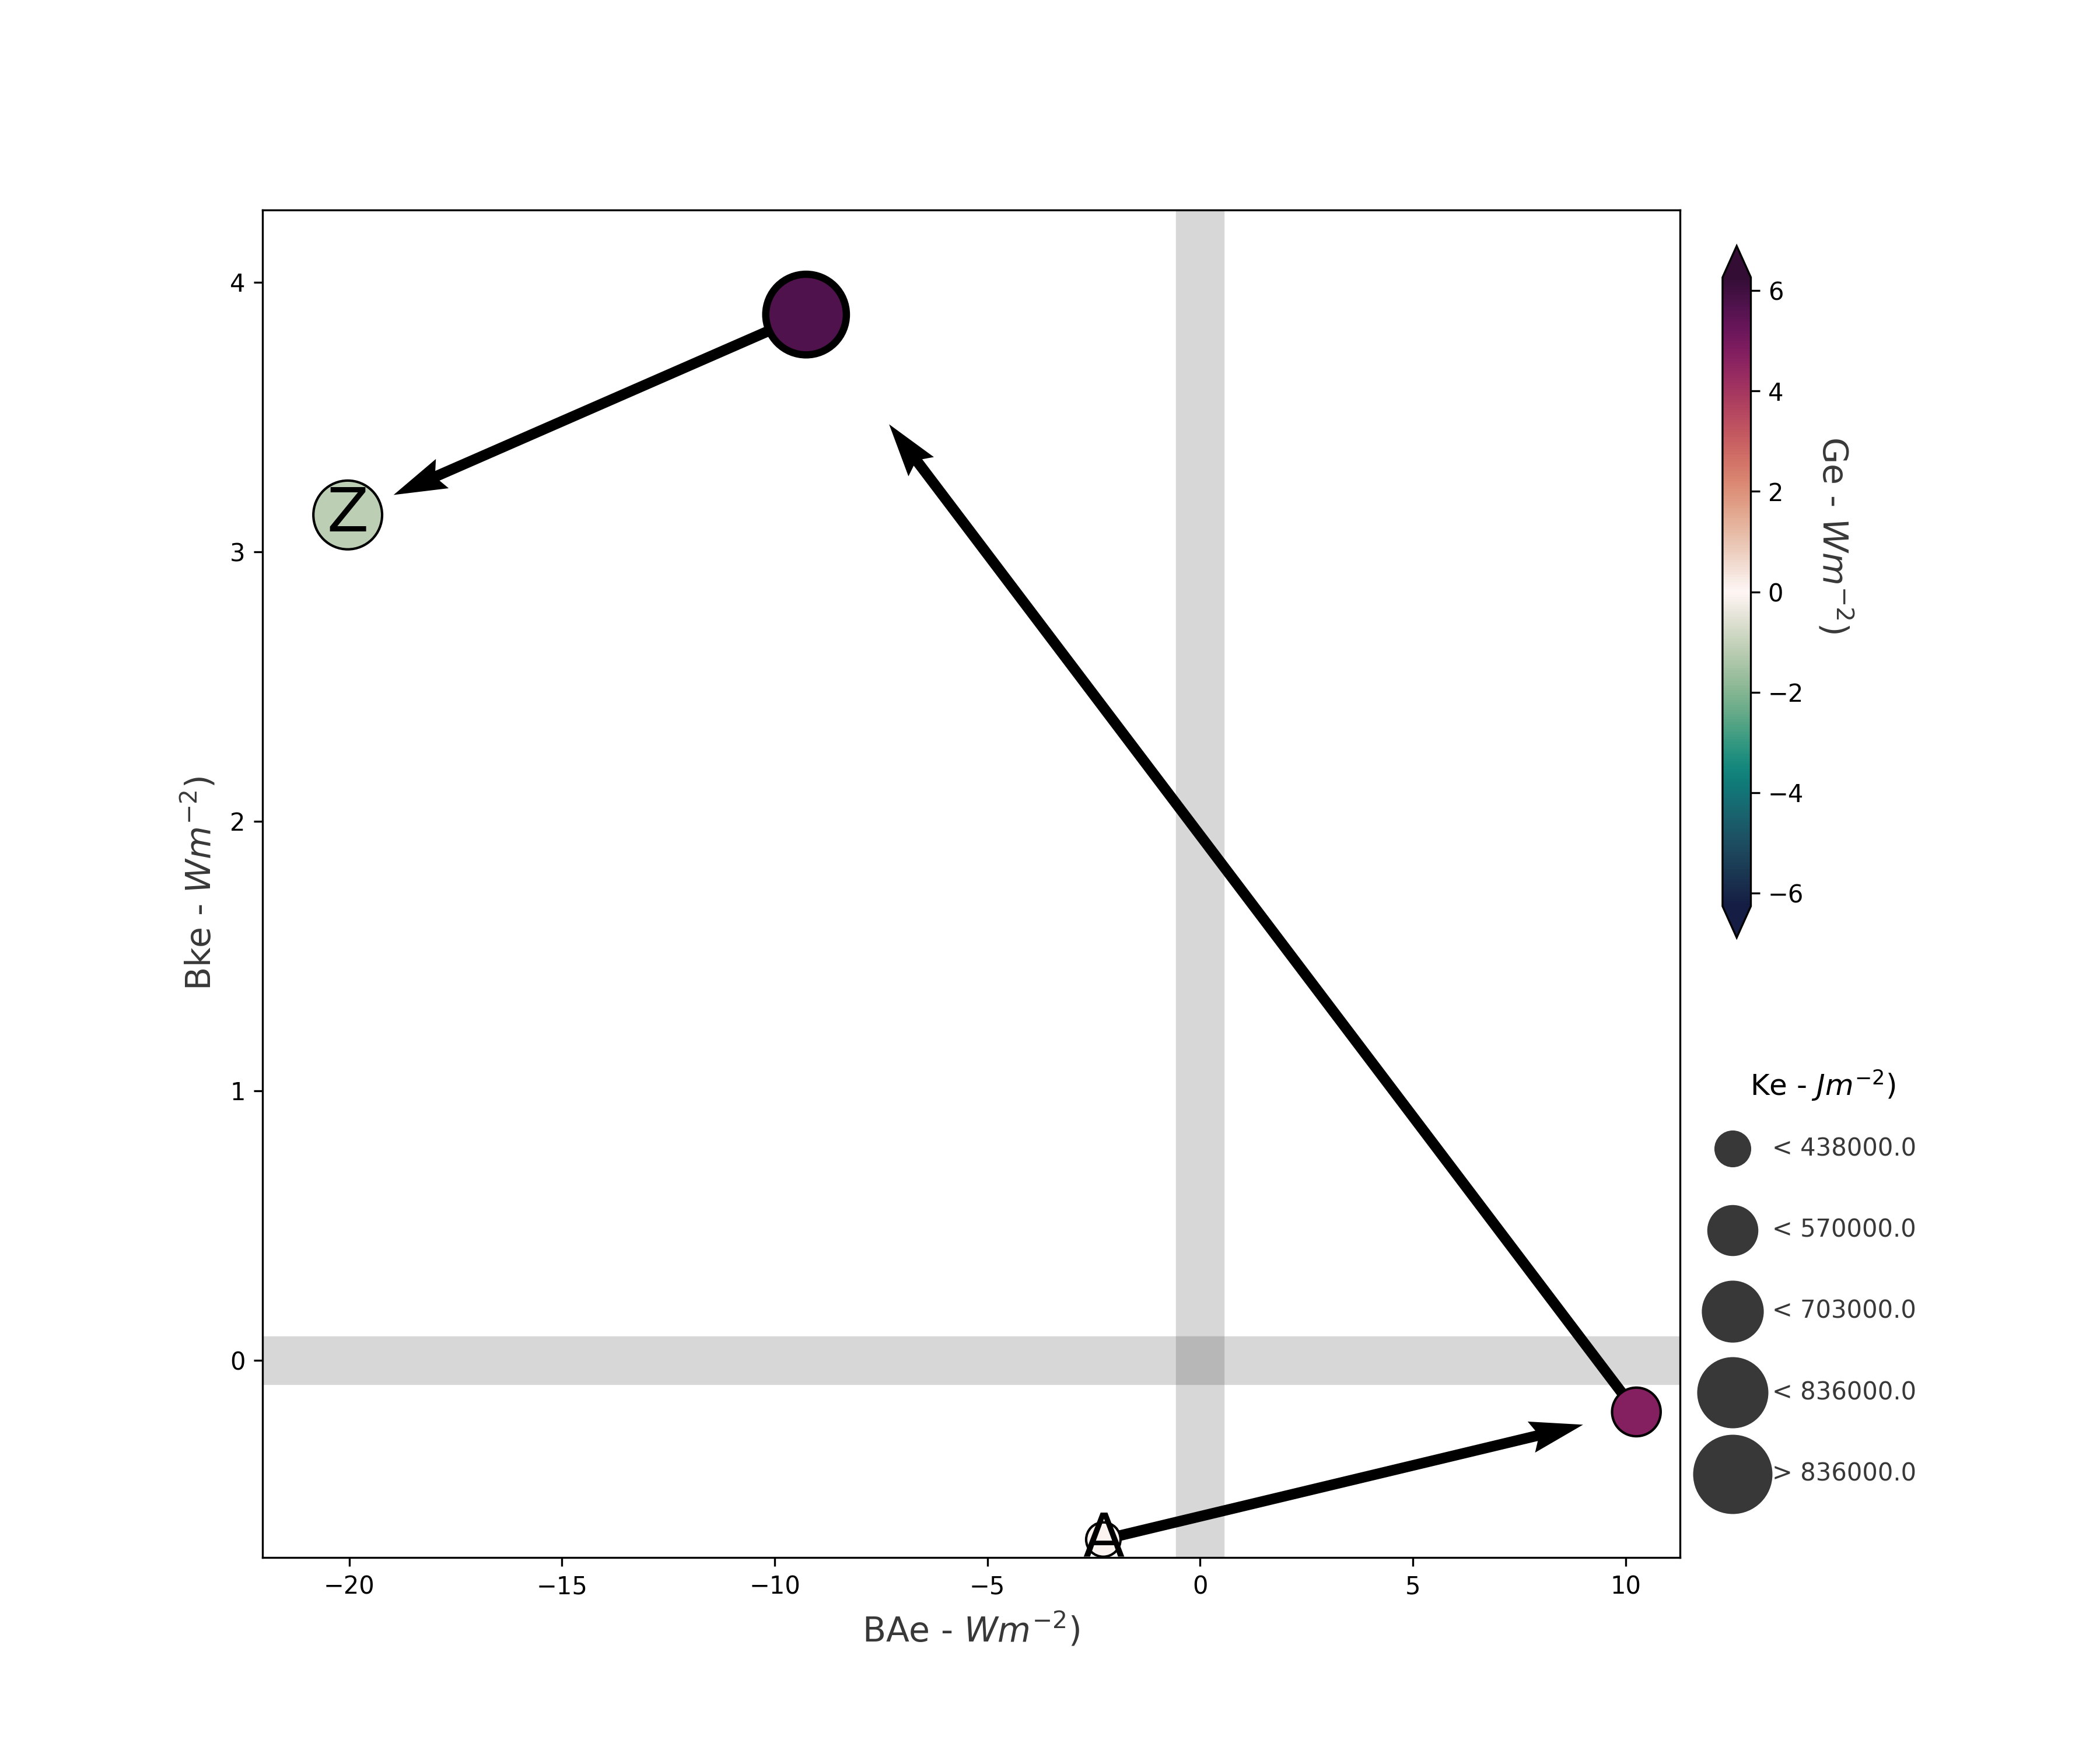 4
3
2
1
0
Bke - Wm⁻²)
Z
A
−20 −15 −10 −5 0 5 10
BAe - Wm⁻²)
6
4
2
0
−2
−4
−6
Ge - Wm⁻²)
Ke - Jm⁻²)
< 438000.0
< 570000.0
< 703000.0
< 836000.0
> 836000.0